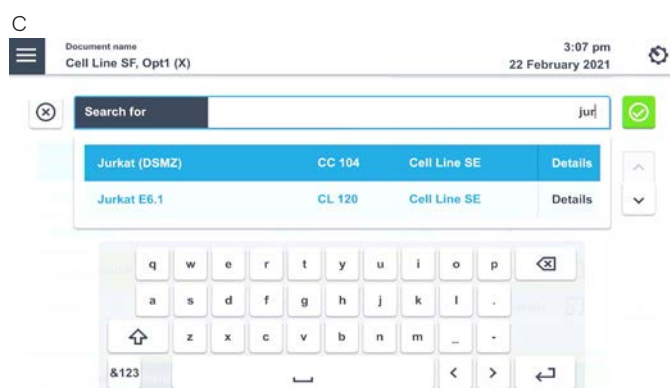 C
Document name
Cell Line SF, Opt1 (X)
3:07 pm
22 February 2021
Search for
jur
Jurkat (DSMZ) CC 104 Cell Line SE Details
Jurkat E6.1 CL 120 Cell Line SE Details
q w e r t y u i o p
a s d f g h j k l .
z x c v b n m _ -
&123 < >